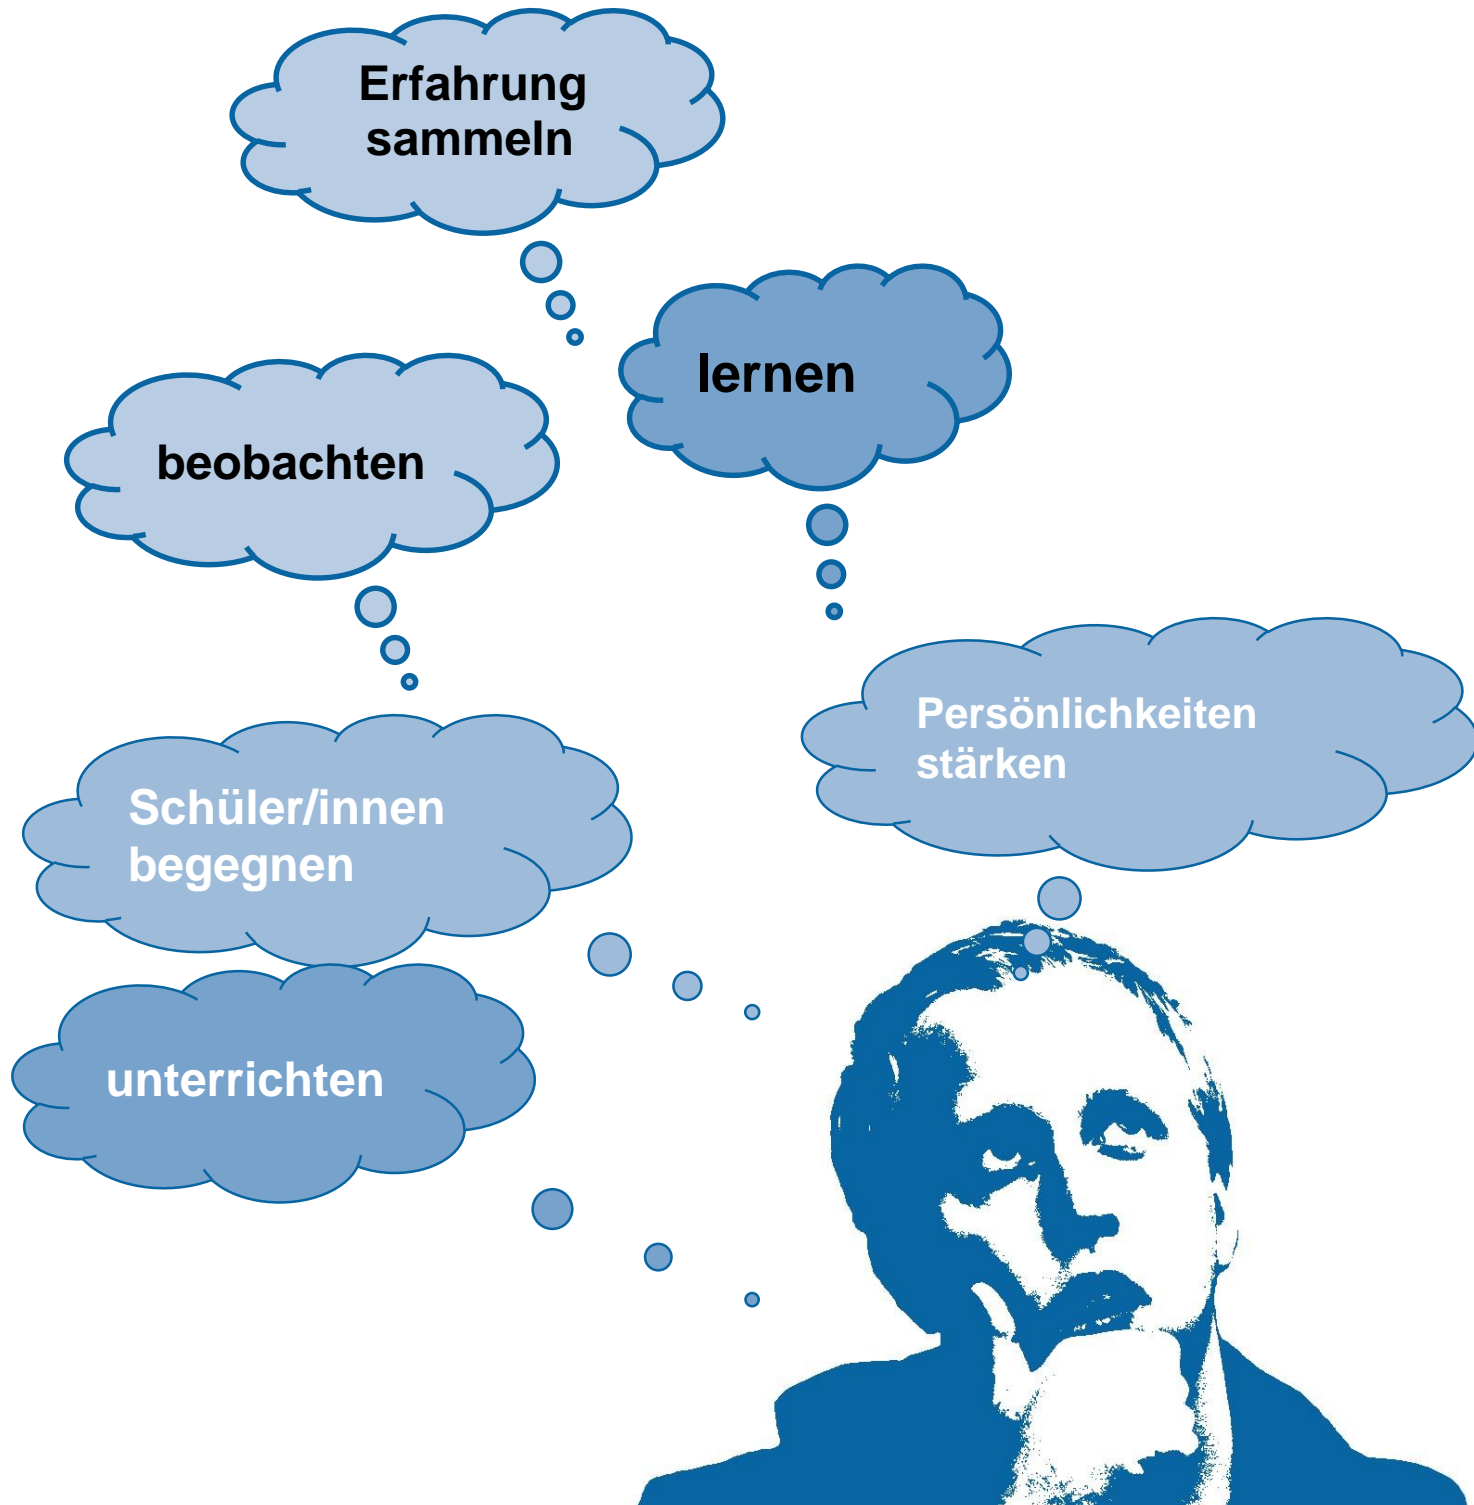 Erfahrung
sammeln
lernen
beobachten
Persönlichkeiten
stärken
Schüler/innen
begegnen
unterrichten